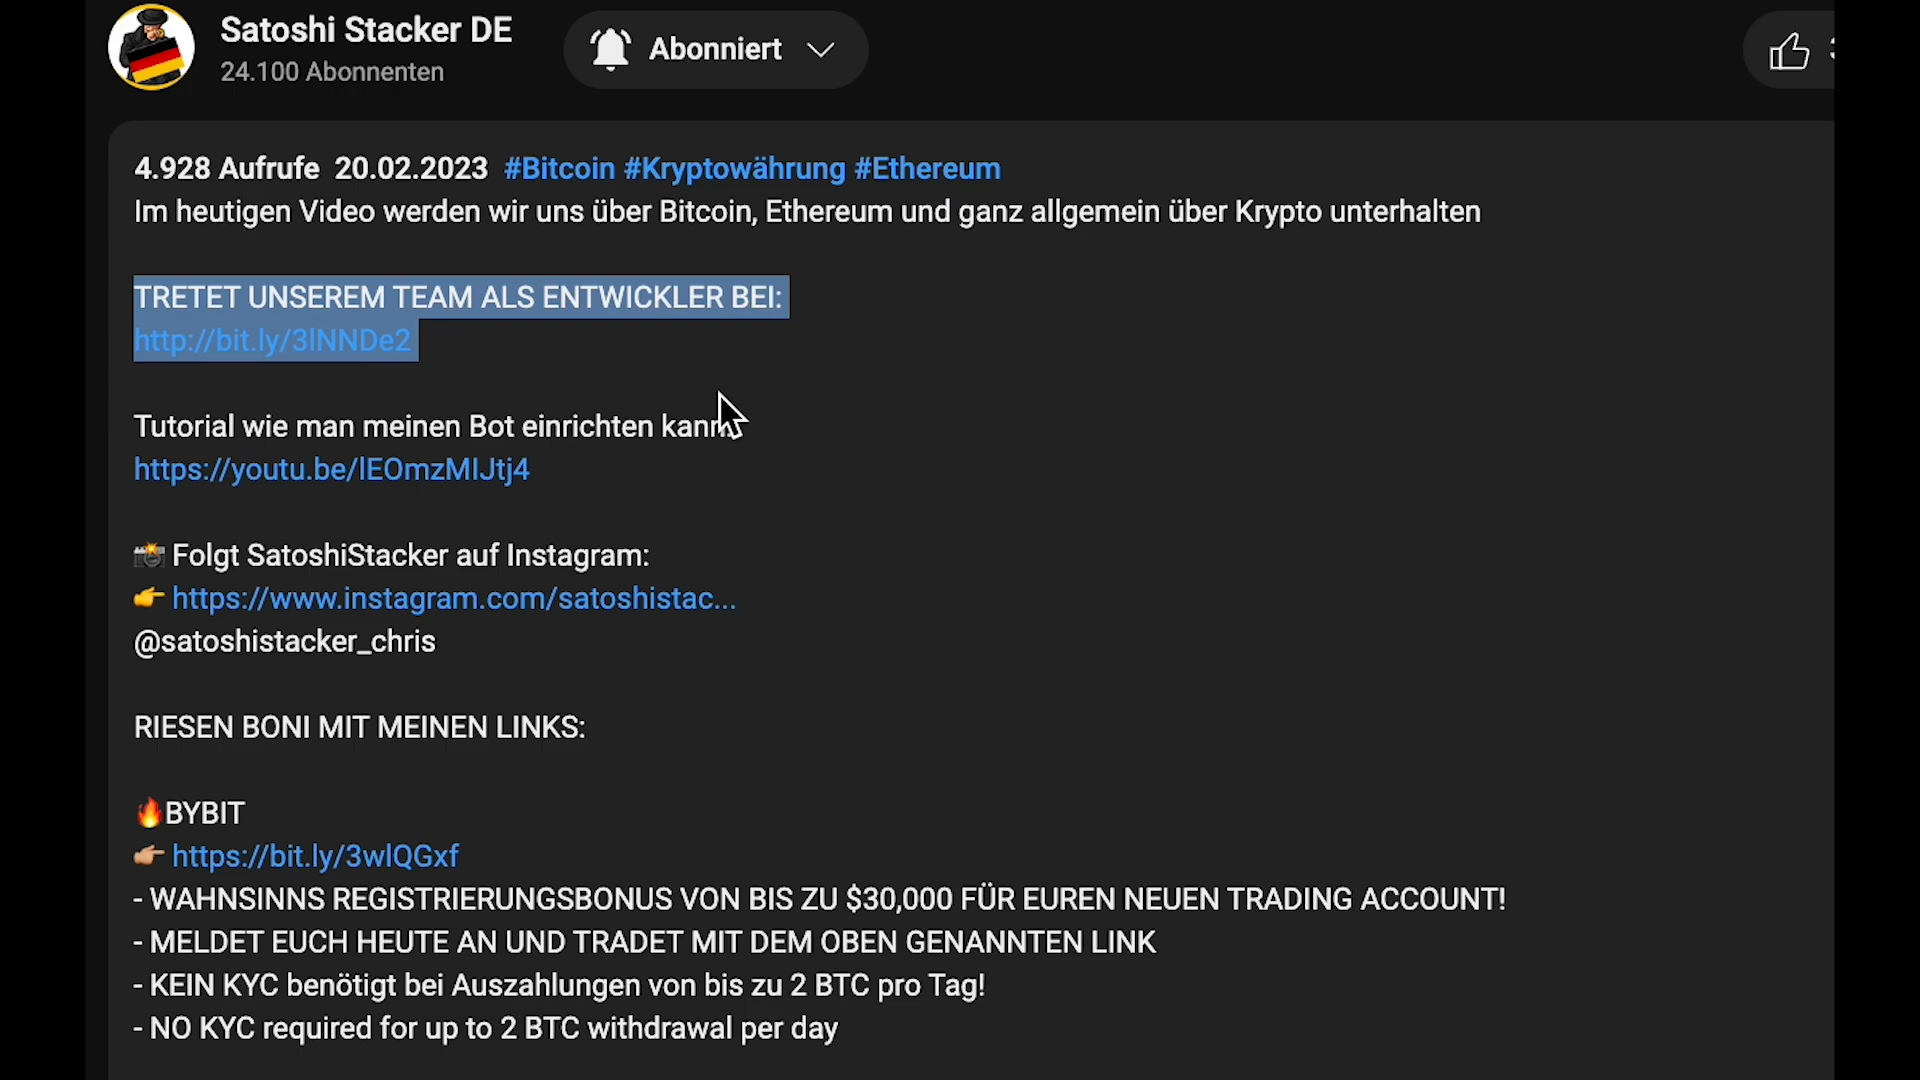 Satoshi Stacker DE
24.100 Abonnenten
Abonniert
4.928 Aufrufe 20.02.2023 #Bitcoin #Kryptowährung #Ethereum
Im heutigen Video werden wir uns über Bitcoin, Ethereum und ganz allgemein über Krypto unterhalten
TRETET UNSEREM TEAM ALS ENTWICKLER BEI:
http://bit.ly/3lNNDe2
Tutorial wie man meinen Bot einrichten kann:
https://youtu.be/lEOmzMIJtj4
📸 Folgt SatoshiStacker auf Instagram:
👉 https://www.instagram.com/satoshistac...
@satoshistacker_chris
RIESEN BONI MIT MEINEN LINKS:
🔥BYBIT
👉🏼 https://bit.ly/3wlQGxf
- WAHNSINNS REGISTRIERUNGSBONUS VON BIS ZU $30,000 FÜR EUREN NEUEN TRADING ACCOUNT!
- MELDET EUCH HEUTE AN UND TRADET MIT DEM OBEN GENANNTEN LINK
- KEIN KYC benötigt bei Auszahlungen von bis zu 2 BTC pro Tag!
- NO KYC required for up to 2 BTC withdrawal per day